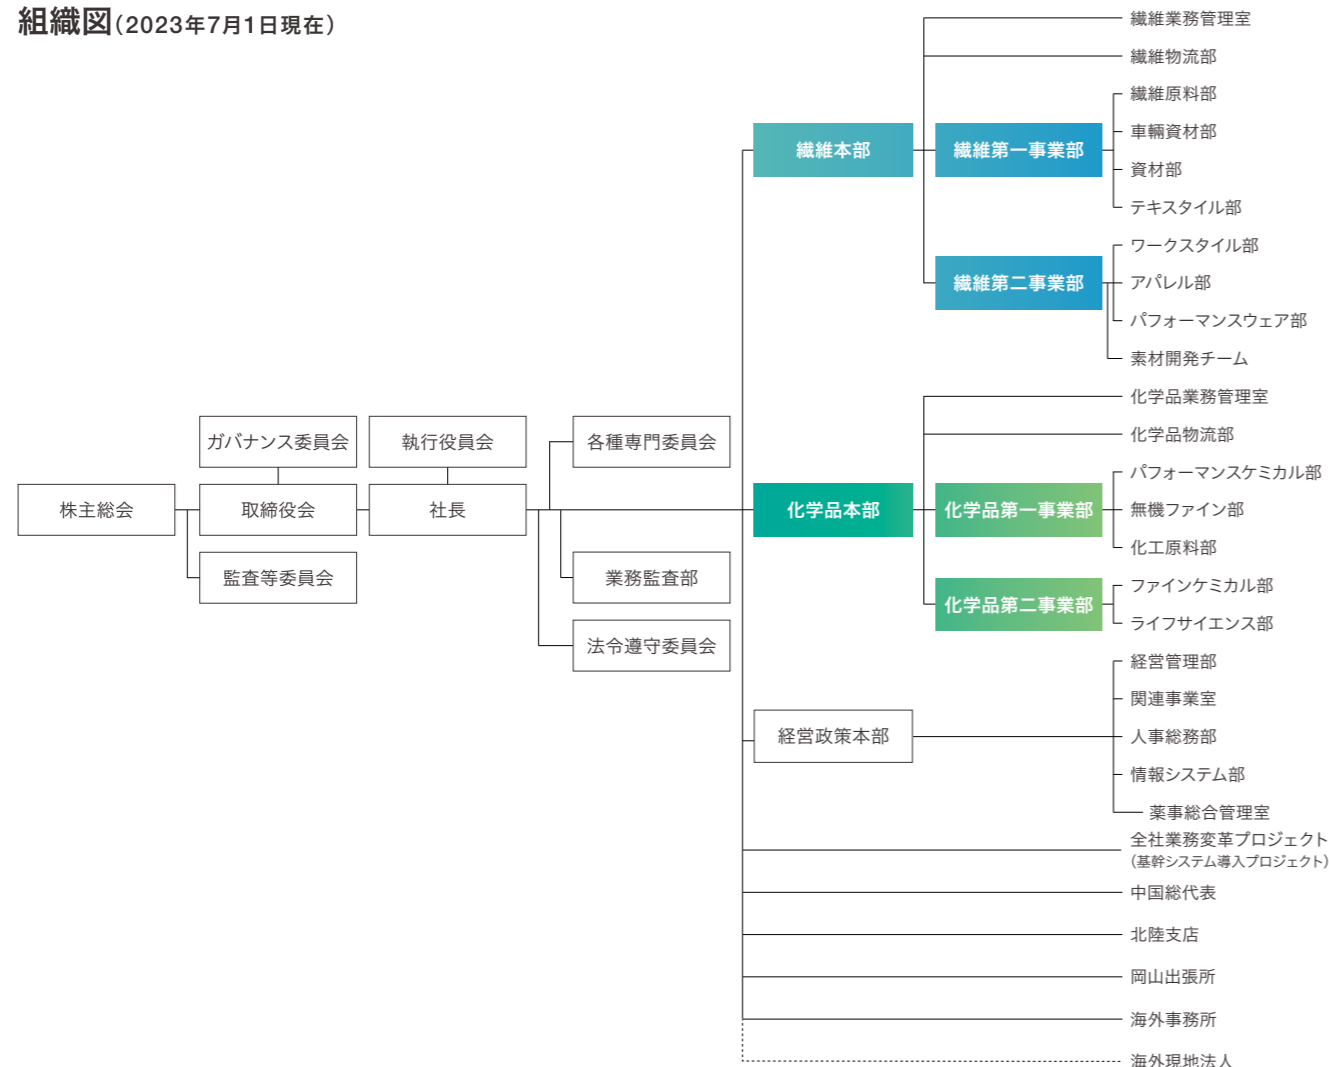 組織図(2023年7月1日現在)
株主総会
ガバナンス委員会
取締役会
監査等委員会
執行役員会
社長
各種専門委員会
業務監査部
法令遵守委員会
繊維本部
繊維業務管理室
繊維物流部
繊維第一事業部
繊維原料部
車輛資材部
資材部
テキスタイル部
繊維第二事業部
ワークスタイル部
アパレル部
パフォーマンスウェア部
素材開発チーム
化学品本部
化学品業務管理室
化学品物流部
化学品第一事業部
パフォーマンスケミカル部
無機ファイン部
化工原料部
化学品第二事業部
ファインケミカル部
ライフサイエンス部
経営政策本部
経営管理部
関連事業室
人事総務部
情報システム部
薬事総合管理室
全社業務変革プロジェクト
(基幹システム導入プロジェクト)
中国総代表
北陸支店
岡山出張所
海外事務所
海外現地法人